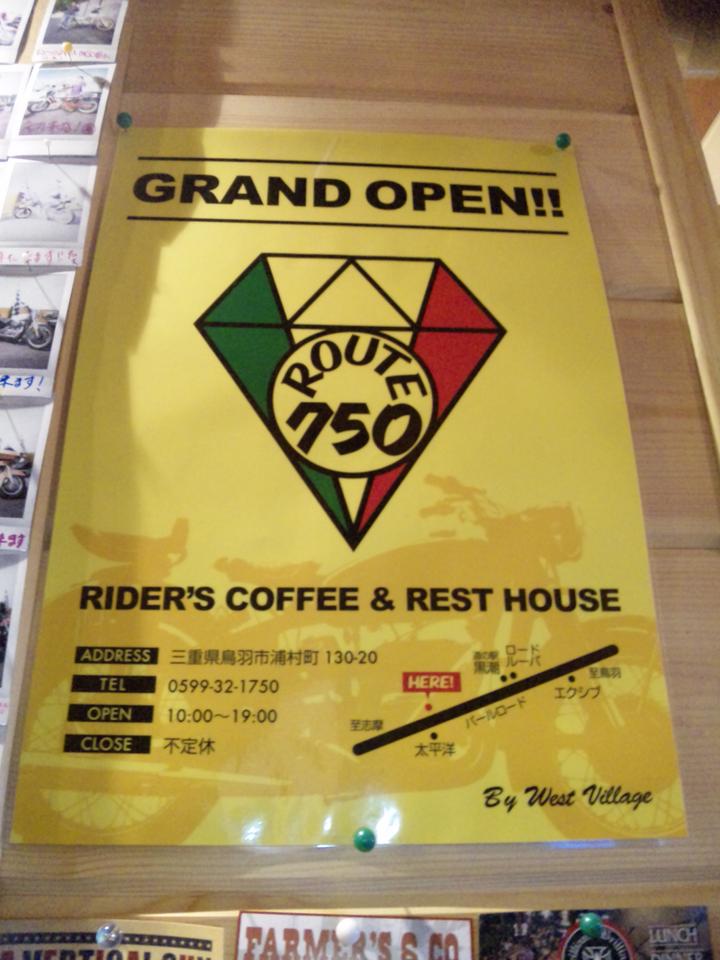 GRAND OPEN!!
ROUTE
750
RIDER'S COFFEE & REST HOUSE
ADDRESS 三重県鳥羽市浦村町 130-20
TEL 0599-32-1750
OPEN 10:00〜19:00
CLOSE 不定休
HERE!
道の駅
黒潮
ロード
ルーパ
至鳥羽
エクシブ
パールロード
至志摩
太平洋
By West Village
FARMER'S & CO
LUNCH